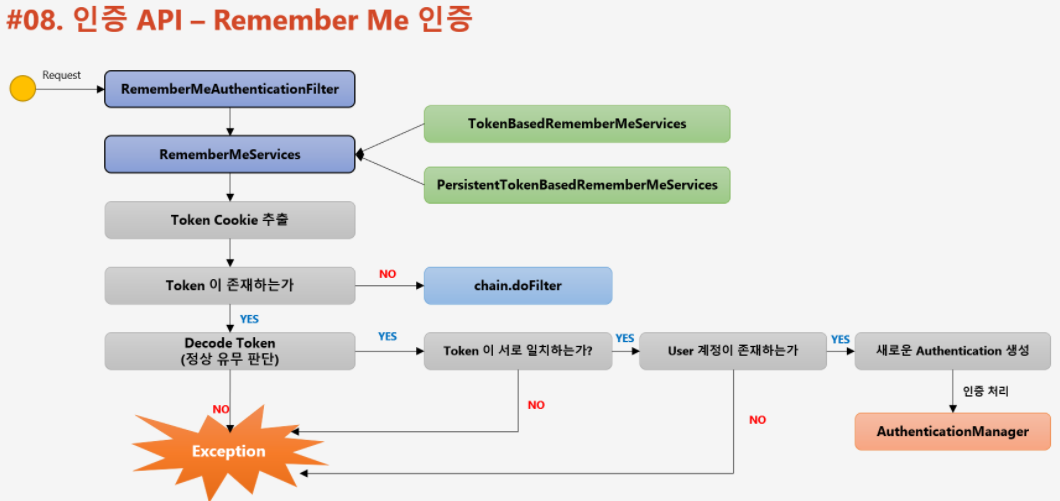 #08. 인증 API – Remember Me 인증
Request
RememberMeAuthenticationFilter
TokenBasedRememberMeServices
RememberMeServices
PersistentTokenBasedRememberMeServices
Token Cookie 추출
Token 이 존재하는가
NO
chain.doFilter
YES
Decode Token
(정상 유무 판단)
YES
Token 이 서로 일치하는가?
YES
User 계정이 존재하는가
YES
새로운 Authentication 생성
인증 처리
NO
NO
NO
Exception
AuthenticationManager